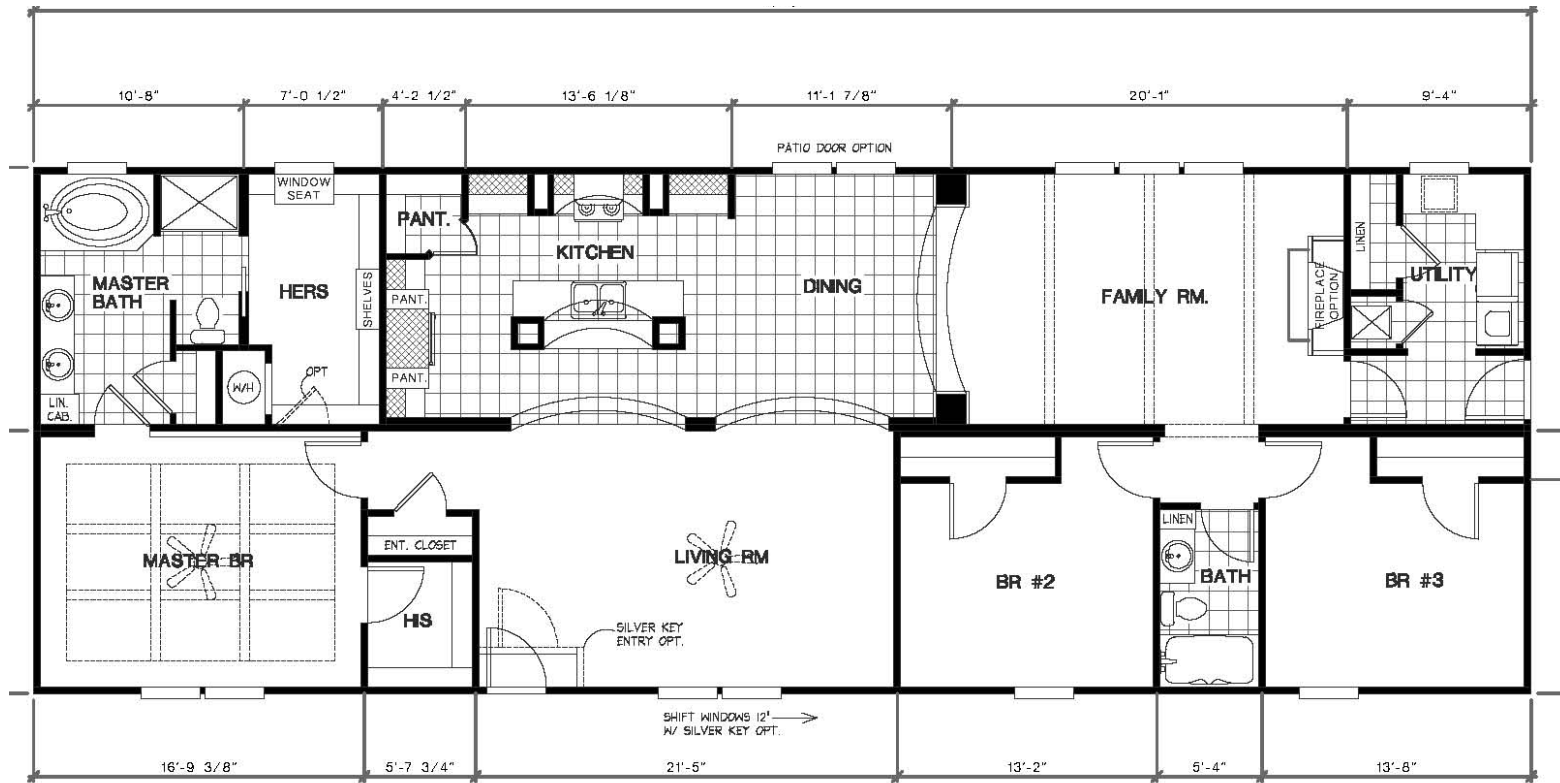 10'-8"
7'-0 1/2"
4'-2 1/2"
13'-6 1/8"
11'-1 7/8"
20'-1"
9'-4"
PATIO DOOR OPTION
WINDOW
SEAT
PANT.
KITCHEN
LINEN
MASTER
BATH
HERS
SHELVES
PANT.
DINING
FAMILY RM.
FIREPLACE
OPTION
UTILITY
LIN.
CAB.
W/H
OPT
PANT.
MASTER BR
ENT. CLOSET
HIS
LIVING RM
SILVER KEY
ENTRY OPT.
BR #2
LINEN
BATH
BR #3
SHIFT WINDOWS 12"
W/ SILVER KEY OPT.
16'-9 3/8"
5'-7 3/4"
21'-5"
13'-2"
5'-4"
13'-8"